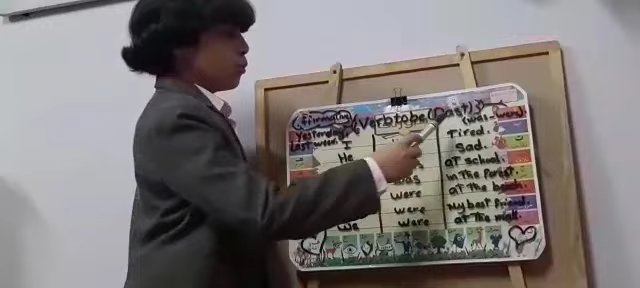 Affirmative (Verb to be (Past))
Yesterday, (was - were)
Last week. I Tired.
He Sad.
at school.
was in the forest.
were at the beach.
were My best friend.
We were at the mall.